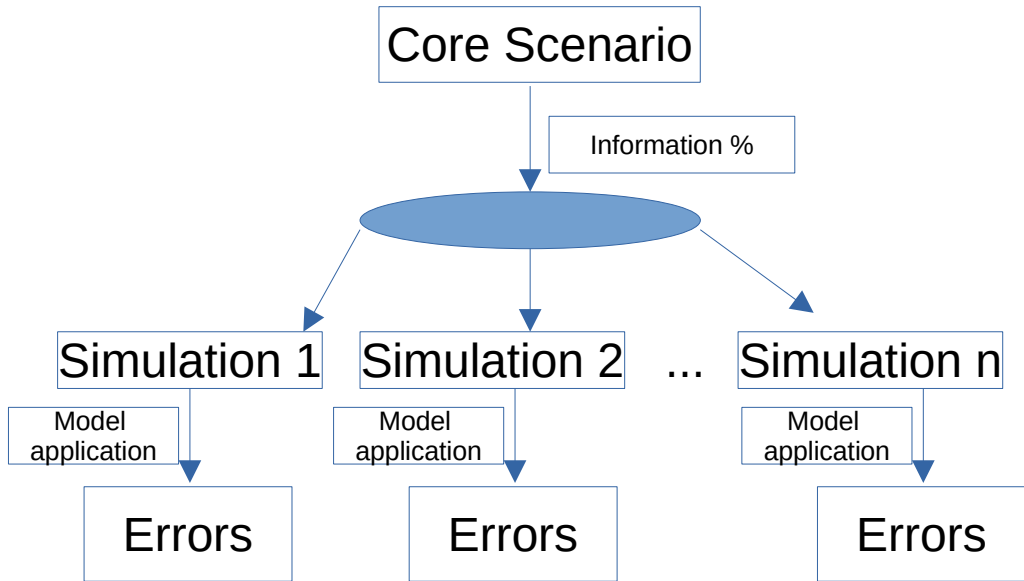 Core Scenario
Information %
Simulation 1
Simulation 2
...
Simulation n
Model
application
Model
application
Model
application
Errors
Errors
Errors